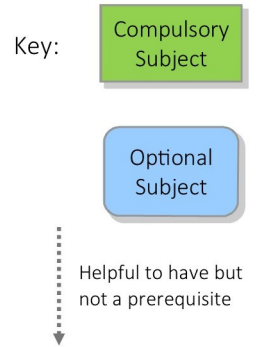 Key:
Compulsory
Subject
Optional
Subject
Helpful to have but
not a prerequisite